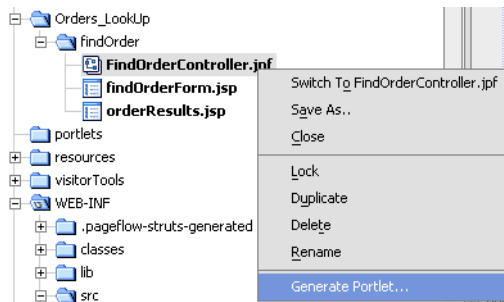 Orders_LookUp
findOrder
FindOrderController.jpf
findOrderForm.jsp
orderResults.jsp
portlets
resources
visitorTools
WEB-INF
.pageflow-struts-generated
classes
lib
src
Switch To FindOrderController.jpf
Save As..
Close
Lock
Duplicate
Delete
Rename
Generate Portlet...